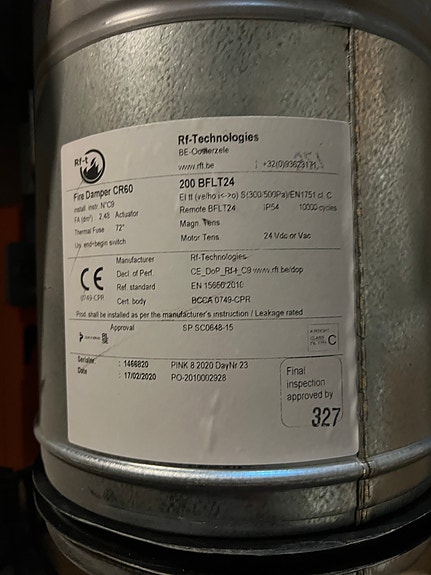 Rf-t
Rf-Technologies
BE-Oosterzele
www.rft.be
Fire Damper CR60 200 BFLT24
install. instr. N°C9 EI tt (ve/ho i<->o) S(300/500Pa)/EN1751 cl. C
FA (dm²) 2,48 Actuator Remote BFLT24 IP54 10000 cycles
Thermal Fuse 72° Magn. Tens.
Uni. end+begin switch Motor Tens. 24 Vdc or Vac
Manufacturer Rf-Technologies
Decl. of Perf. CE_DoP_Rf-t_C9 www.rft.be/dop
CE
0749-CPR
Ref. standard EN 15650:2010
Cert. body BCCA 0749-CPR
Prod. shall be installed as per the manufacturer's instruction / Leakage rated
Approval SP SC0648-15
C
Serialnr. : 1466820 PINK 8 2020 DayNr 23
Date : 17/02/2020 PO-2010002928
Final
inspection
approved by
327